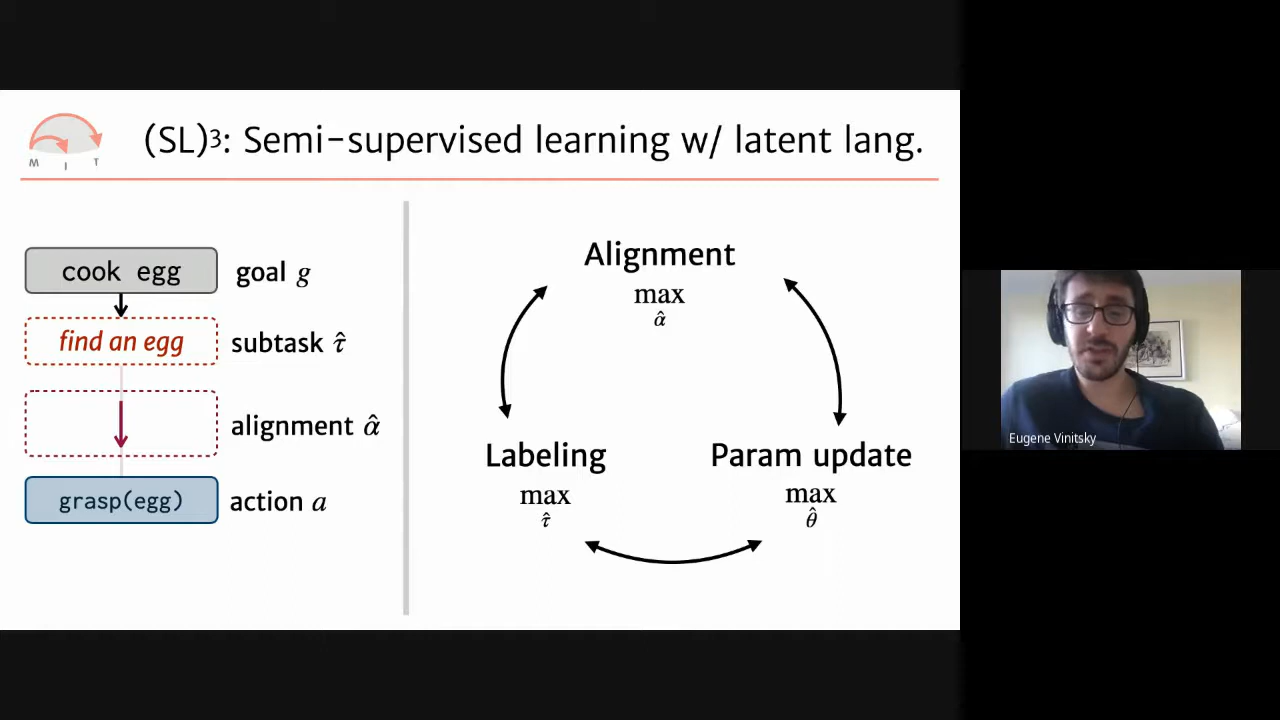 M I T
(SL)³: Semi-supervised learning w/ latent lang.
cook egg
goal g
find an egg
subtask τ̂
alignment α̂
grasp(egg)
action a
Alignment
max
α̂
Labeling
max
τ̂
Param update
max
θ̂
Eugene Vinitsky